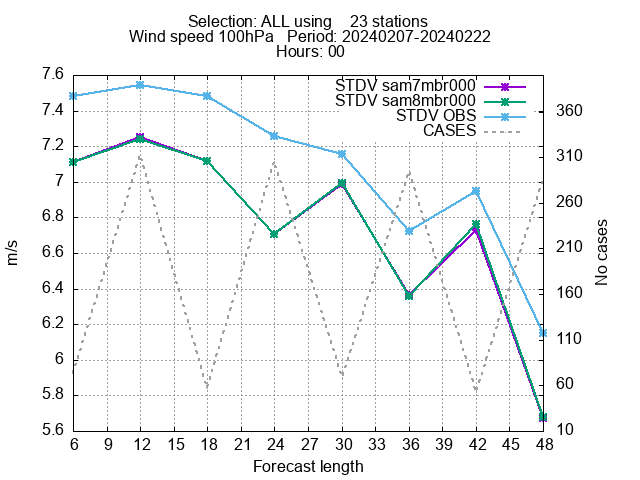 Selection: ALL using    23 stations
Wind speed 100hPa   Period: 20240207-20240222
Hours: 00
STDV sam7mbr000
STDV sam8mbr000
STDV OBS
CASES
7.6
7.4
7.2
7
6.8
6.6
6.4
6.2
6
5.8
5.6
m/s
360
310
260
210
160
110
60
10
No cases
6 9 12 15 18 21 24 27 30 33 36 39 42 45 48
Forecast length